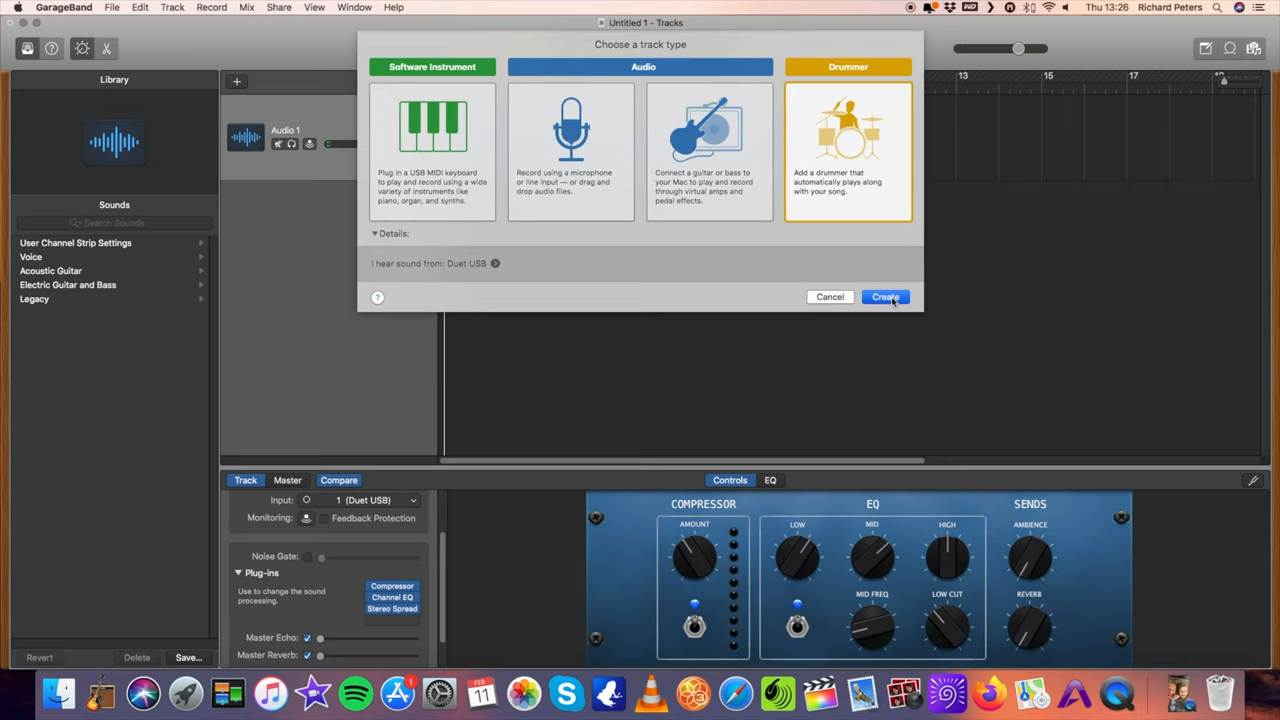 GarageBand File Edit Track Record Mix Share View Window Help
Thu 13:26 Richard Peters
Untitled 1 - Tracks
Choose a track type
Software Instrument
Audio
Drummer
Plug in a USB MIDI keyboard
to play and record using a wide
variety of instruments like
piano, organ, and synths.
Record using a microphone
or line input — or drag and
drop audio files.
Connect a guitar or bass to
your Mac to play and record
through virtual amps and
pedal effects.
Add a drummer that
automatically plays along
with your song.
Details:
I hear sound from: Duet USB
?
Cancel
Create
Library
Sounds
Search Sounds
User Channel Strip Settings
Voice
Acoustic Guitar
Electric Guitar and Bass
Legacy
Revert Delete Save...
Audio 1
13 15 17
Track Master Compare
Controls EQ
Input: 1 (Duet USB)
Monitoring: Feedback Protection
Noise Gate:
Plug-ins
Use to change the sound
processing.
Compressor
Channel EQ
Stereo Spread
Master Echo:
Master Reverb:
COMPRESSOR
AMOUNT
EQ
LOW MID HIGH
MID FREQ LOW CUT
SENDS
AMBIENCE
REVERB
FEB
11
1